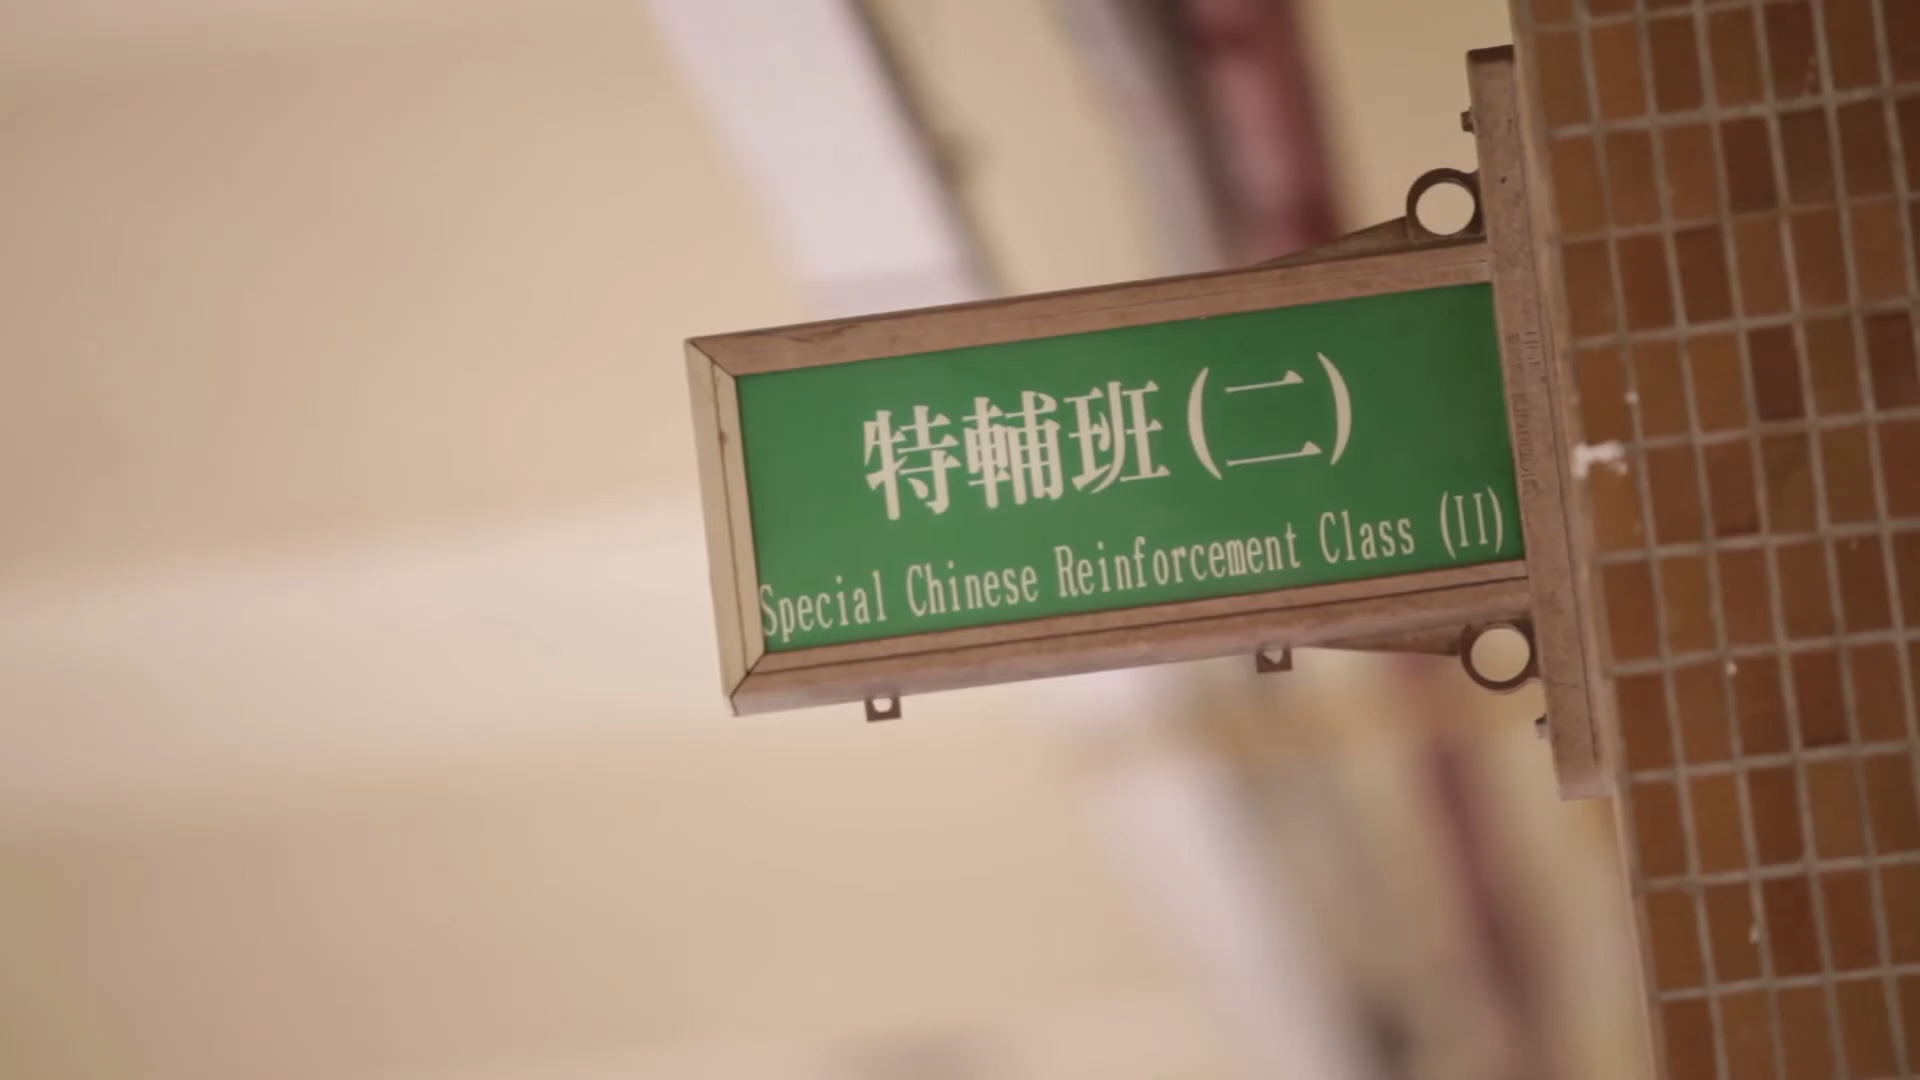 特輔班(二)
Special Chinese Reinforcement Class (II)